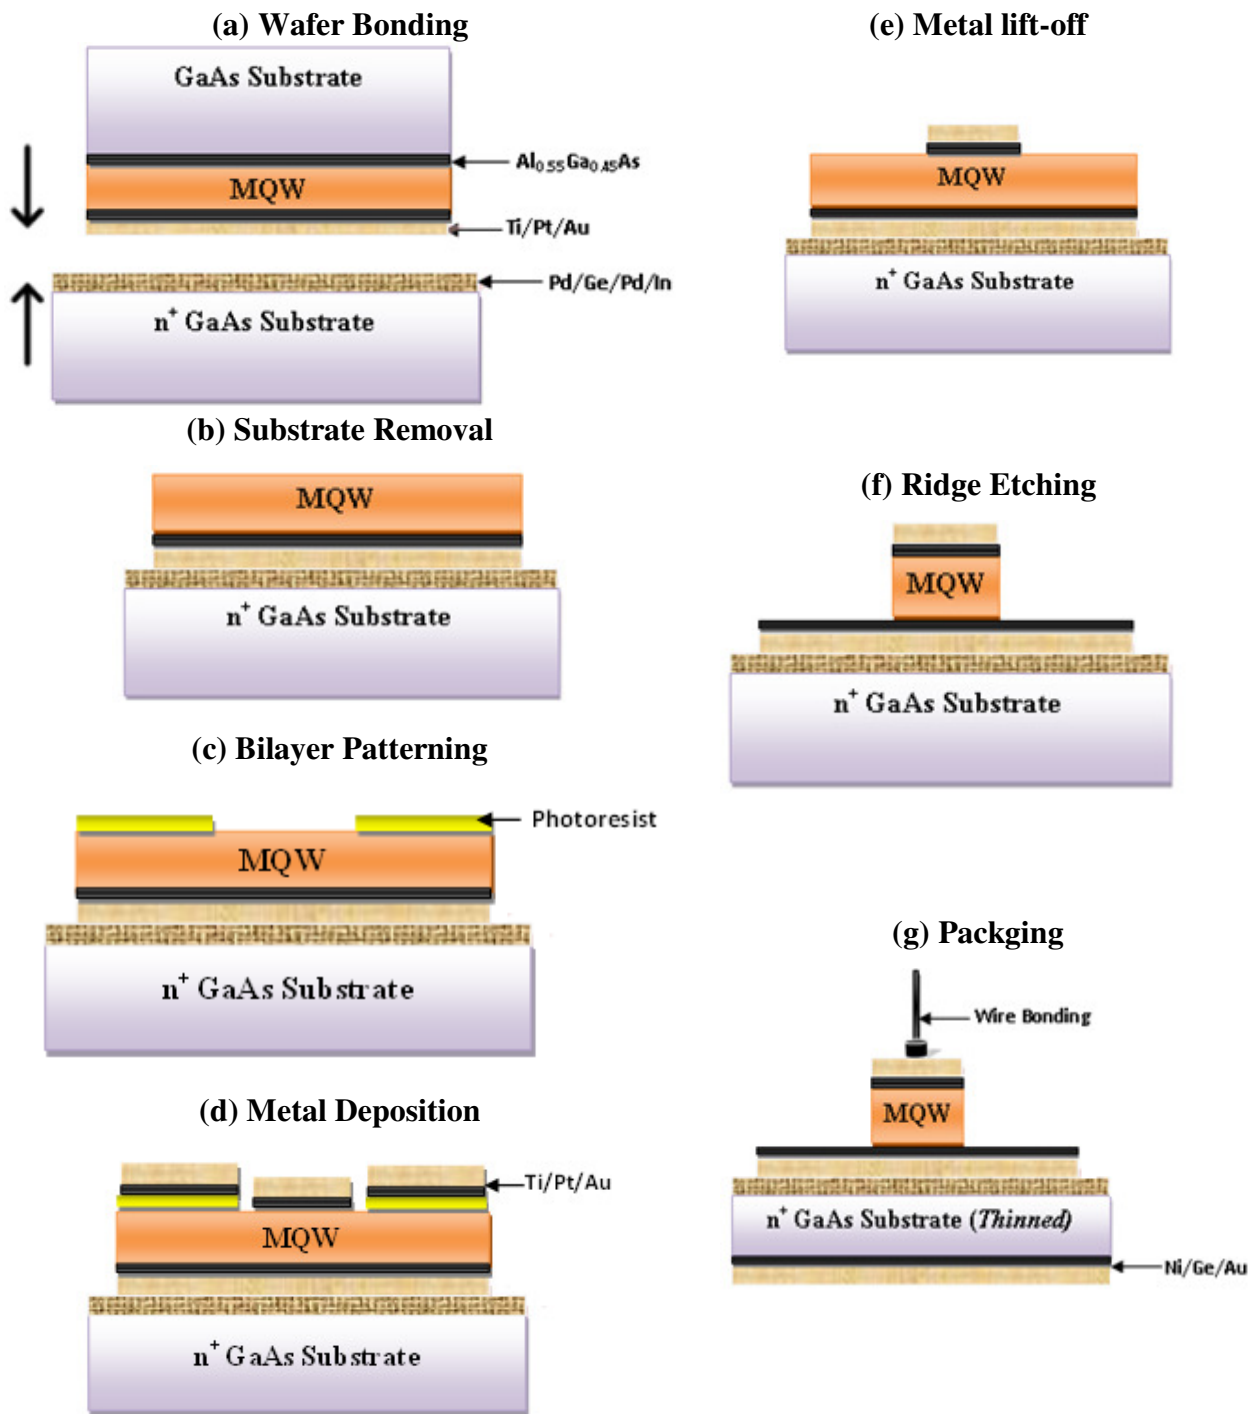 (a) Wafer Bonding
GaAs Substrate
Al₀.₅₅Ga₀.₄₅As
MQW
Ti/Pt/Au
Pd/Ge/Pd/In
n⁺ GaAs Substrate
(b) Substrate Removal
MQW
n⁺ GaAs Substrate
(c) Bilayer Patterning
Photoresist
MQW
n⁺ GaAs Substrate
(d) Metal Deposition
Ti/Pt/Au
MQW
n⁺ GaAs Substrate
(e) Metal lift-off
MQW
n⁺ GaAs Substrate
(f) Ridge Etching
MQW
n⁺ GaAs Substrate
(g) Packging
Wire Bonding
MQW
n⁺ GaAs Substrate (Thinned)
Ni/Ge/Au